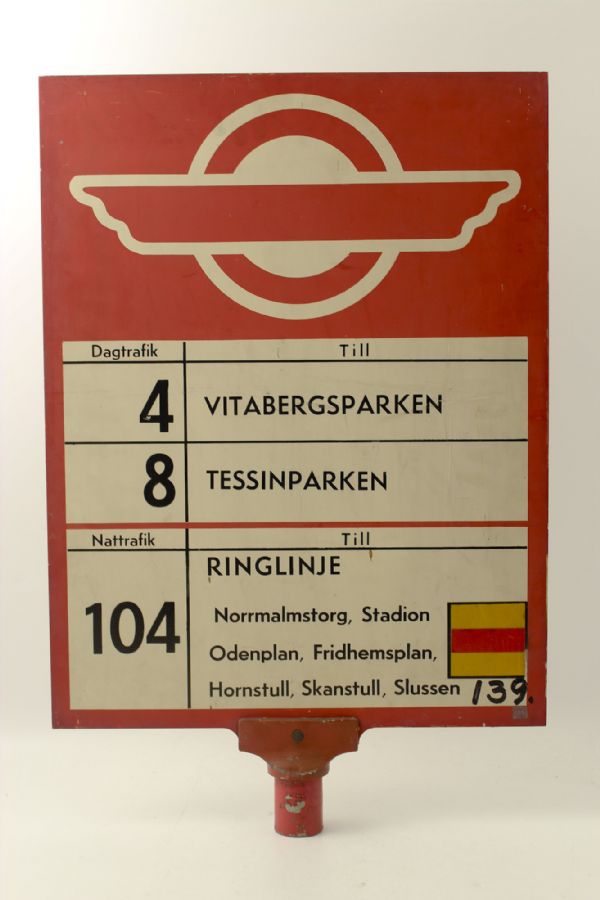 Dagtrafik Till
4 VITABERGSPARKEN
8 TESSINPARKEN
Nattrafik Till
RINGLINJE
104 Norrmalmstorg, Stadion
Odenplan, Fridhemsplan,
Hornstull, Skanstull, Slussen 139.